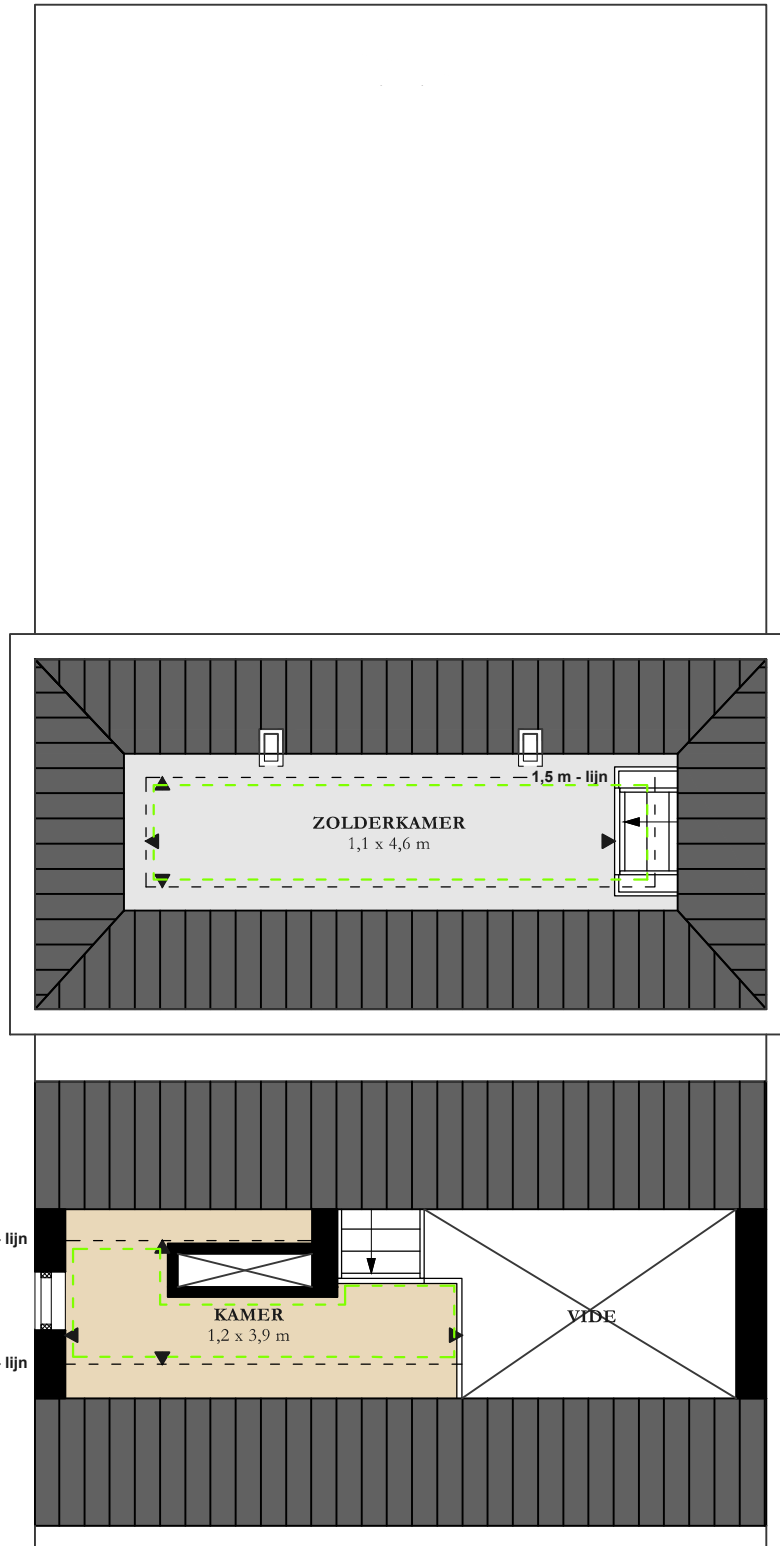 1,5 m - lijn
ZOLDERKAMER
1,1 x 4,6 m
lijn
KAMER
1,2 x 3,9 m
VIDE
lijn